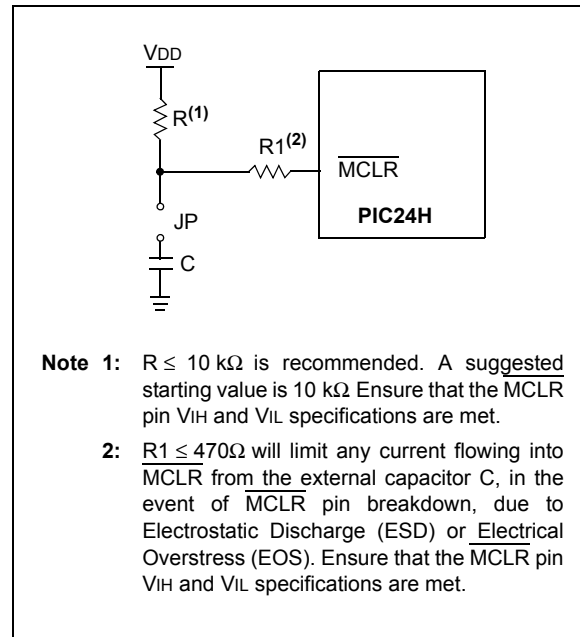 VDD
R(1)
R1(2)
MCLR
PIC24H
JP
C
Note 1: R ≤ 10 kΩ is recommended. A suggested
starting value is 10 kΩ Ensure that the MCLR
pin VIH and VIL specifications are met.
2: R1 ≤ 470Ω will limit any current flowing into
MCLR from the external capacitor C, in the
event of MCLR pin breakdown, due to
Electrostatic Discharge (ESD) or Electrical
Overstress (EOS). Ensure that the MCLR pin
VIH and VIL specifications are met.